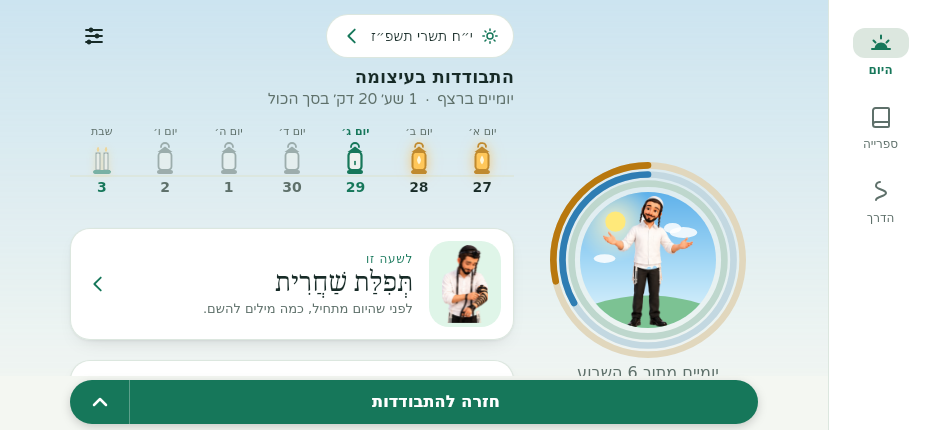 היום
ספרייה
הדרך
י״ח תשרי תשפ״ז
התבודדות בעיצומה
יומיים ברצף · 1 שע׳ 20 דק׳ בסך הכול
יום א׳ יום ב׳ יום ג׳ יום ד׳ יום ה׳ יום ו׳ שבת
27 28 29 30 1 2 3
לשעה זו
תְּפִלַּת שַׁחֲרִית
לפני שהיום מתחיל, כמה מילים להשם.
יומיים מתוך 6 השבוע
חזרה להתבודדות